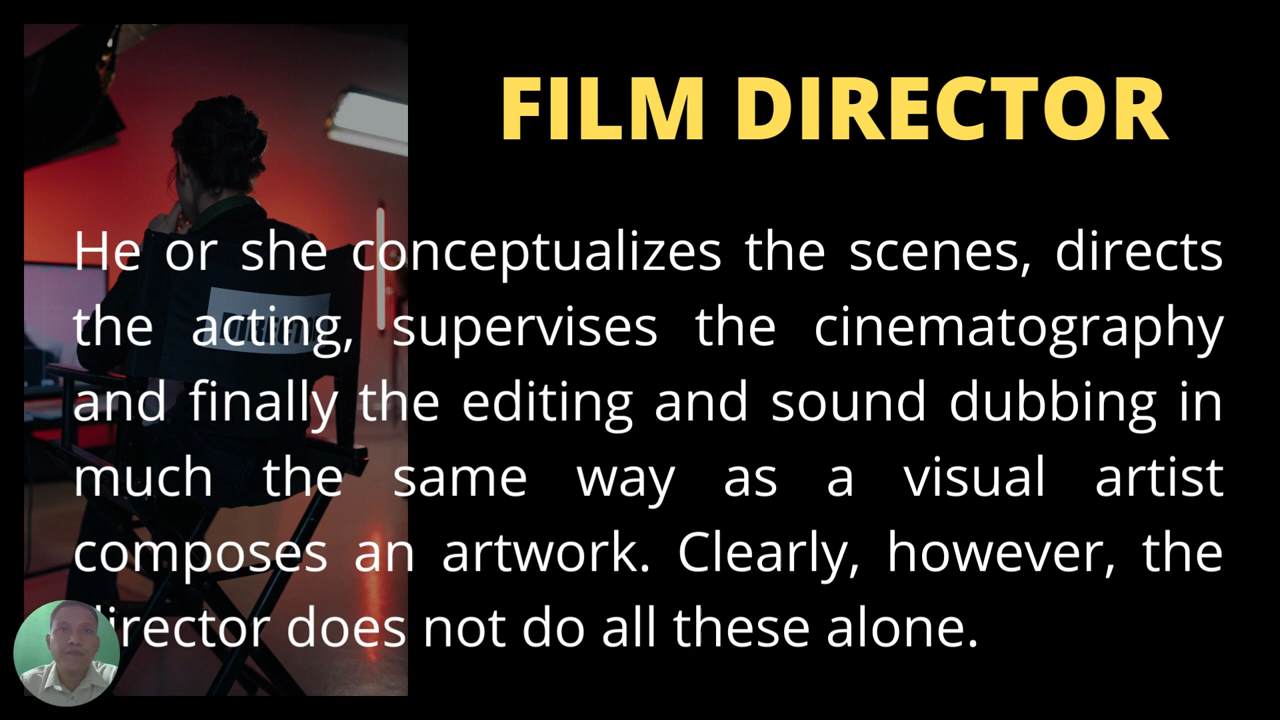 FILM DIRECTOR
He or she conceptualizes the scenes, directs
the acting, supervises the cinematography
and finally the editing and sound dubbing in
much the same way as a visual artist
composes an artwork. Clearly, however, the
director does not do all these alone.